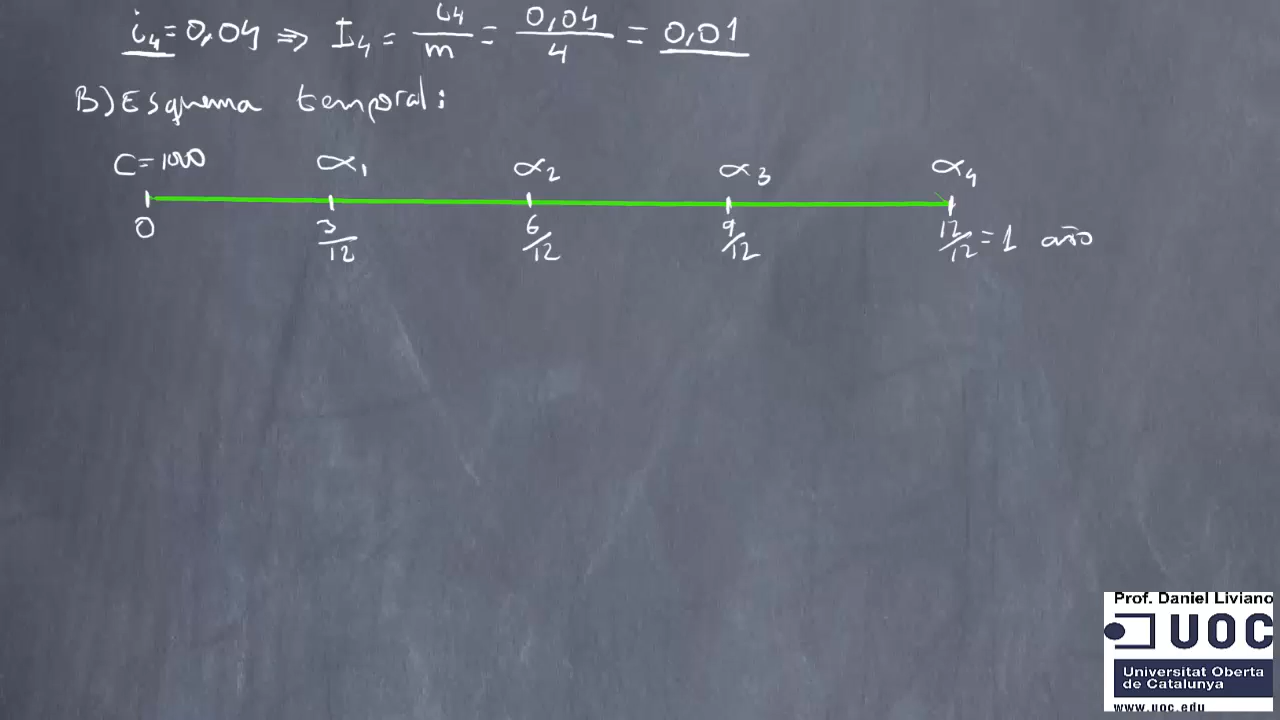 i₄ = 0,04 ⇒ I₄ = i₄/m = 0,04/4 = 0,01
B) Esquema temporal:
C = 1000 α₁ α₂ α₃ α₄
0 3/12 6/12 9/12 12/12 = 1 año
Prof. Daniel Liviano
UOC
Universitat Oberta
de Catalunya
www.uoc.edu